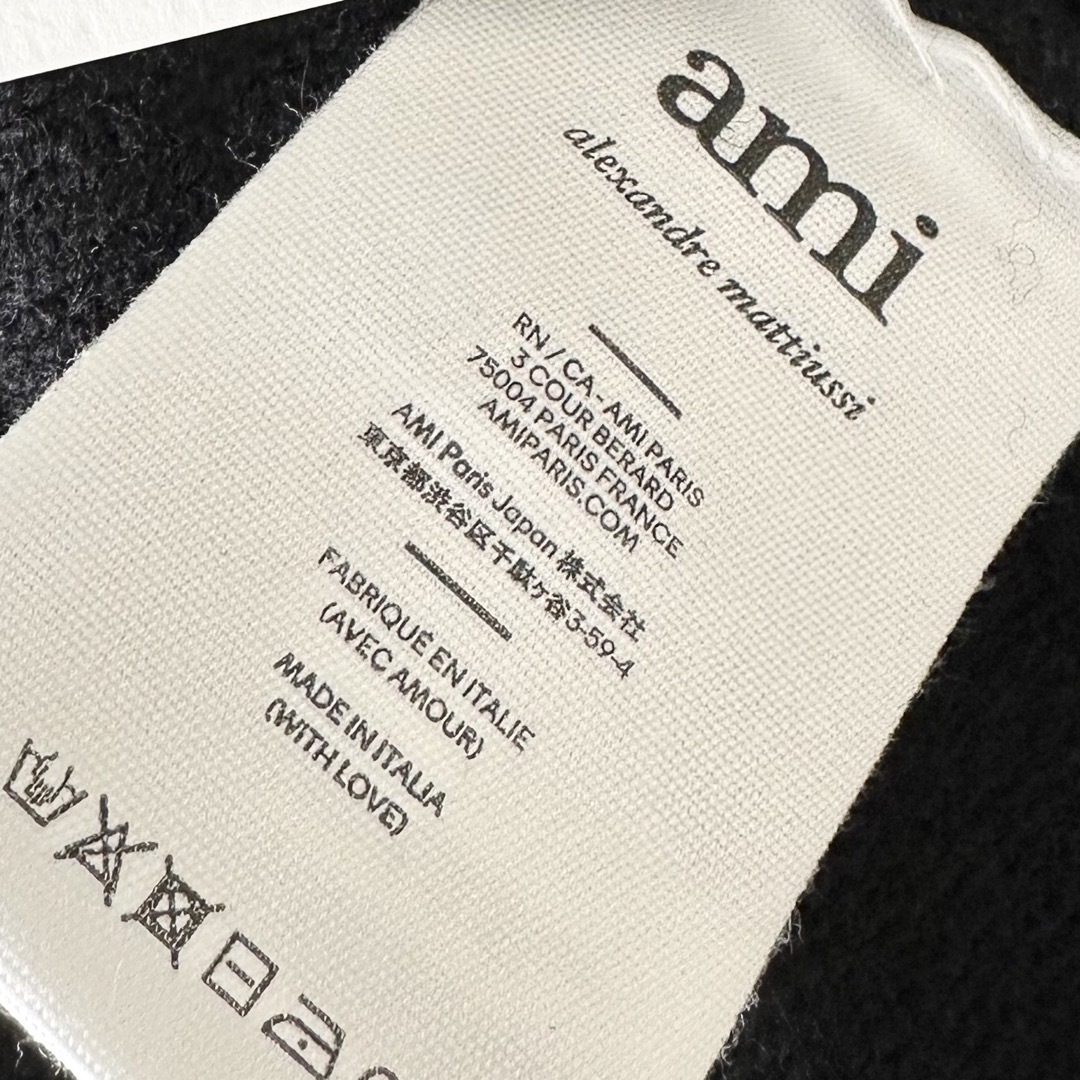 ami
alexandre mattiussi
RN / CA - AMI PARIS
3 COUR BERARD
75004 PARIS FRANCE
AMIPARIS.COM
AMI Paris Japan 株式会社
東京都渋谷区千駄ヶ谷3-59-4
FABRIQUÉ EN ITALIE
(AVEC AMOUR)
MADE IN ITALIA
(WITH LOVE)